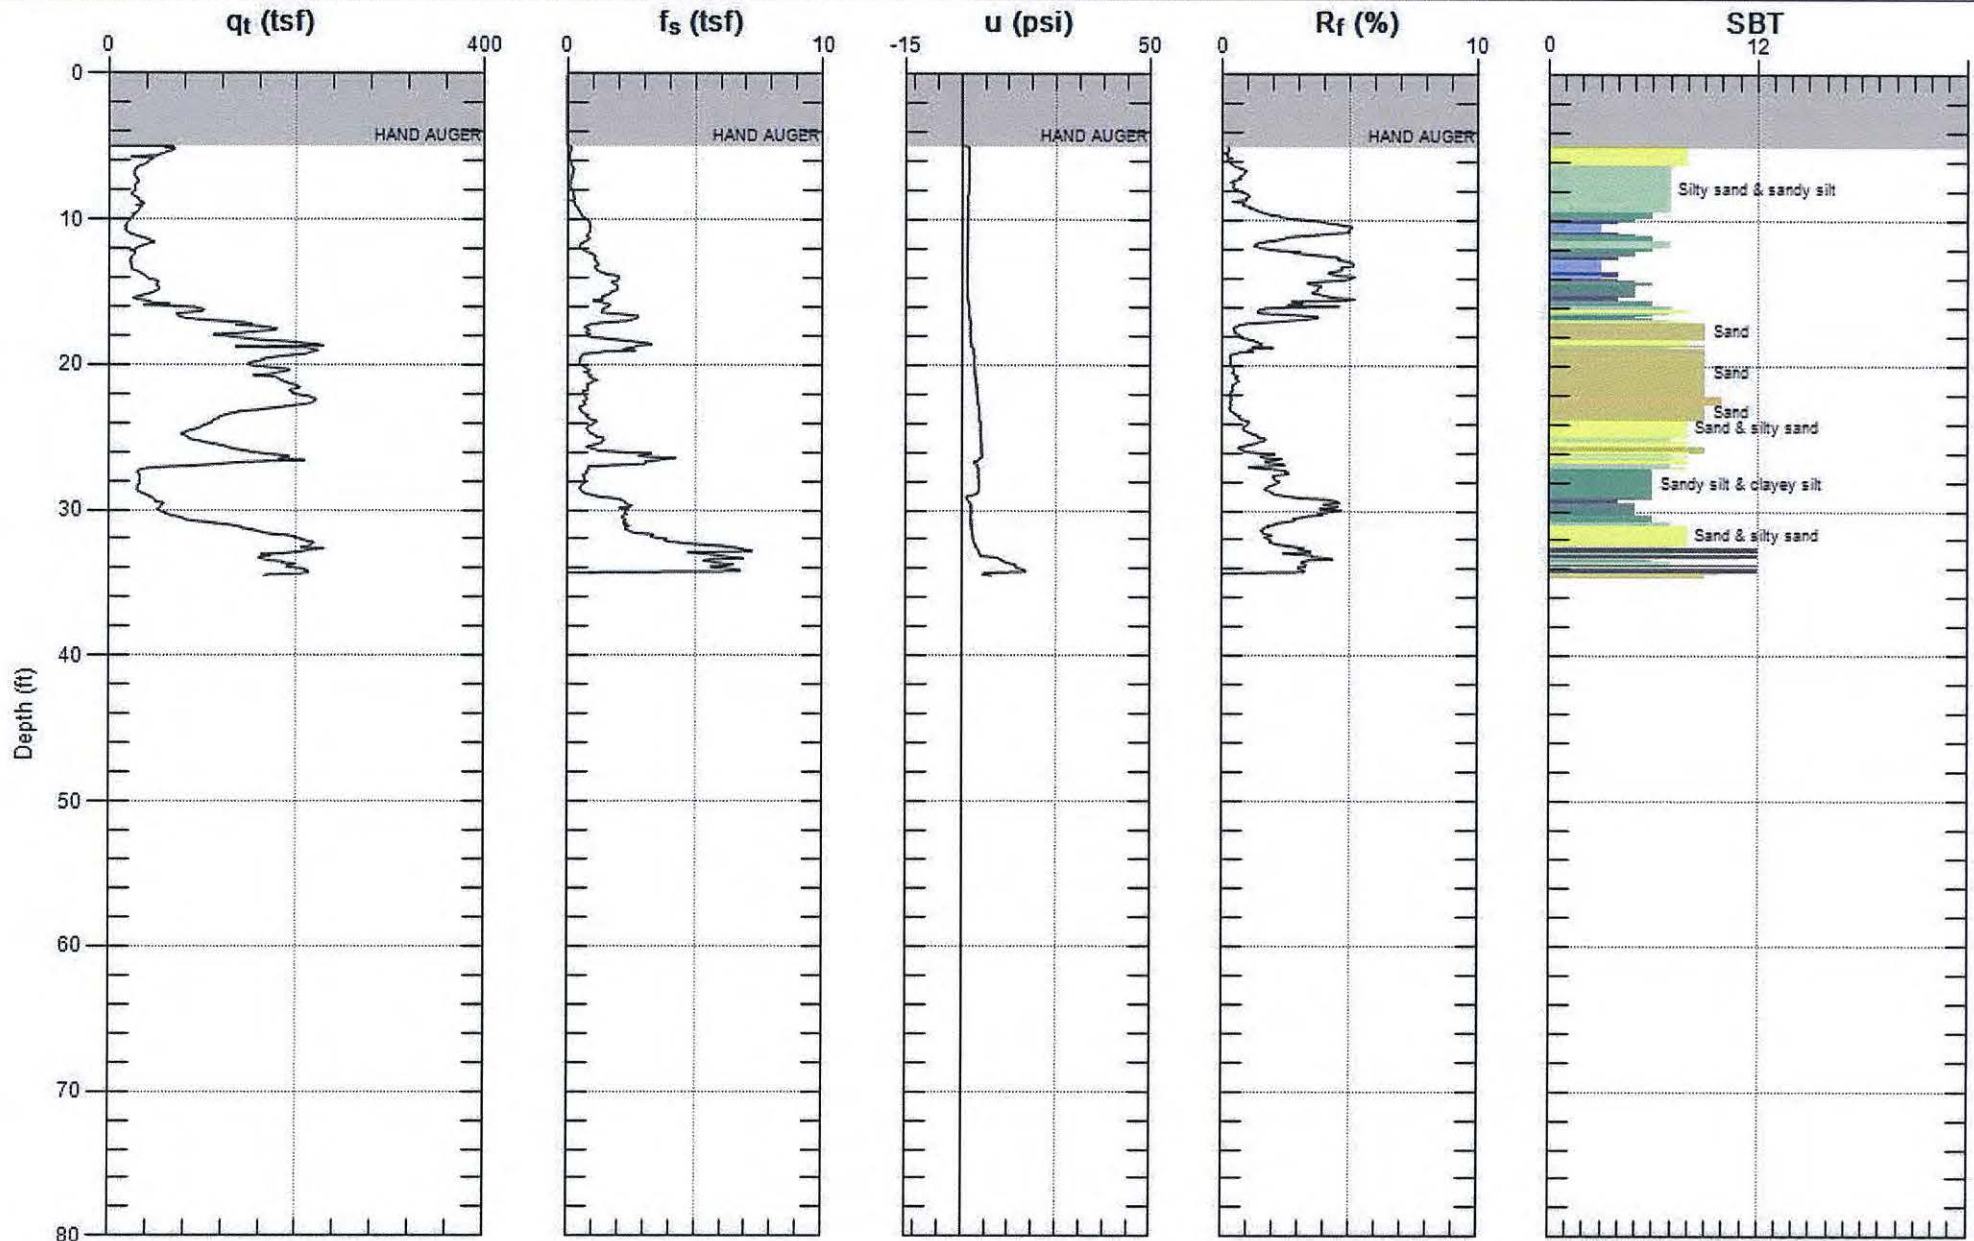 qt (tsf) fs (tsf) u (psi) Rf (%) SBT
0 400 0 10 -15 50 0 10 0 12
0
HAND AUGER HAND AUGER HAND AUGER HAND AUGER
Silty sand & sandy silt
10
Sand
20
Sand
Sand
Sand & silty sand
Sandy silt & clayey silt
30
Sand & silty sand
40
Depth (ft)
50
60
70
80